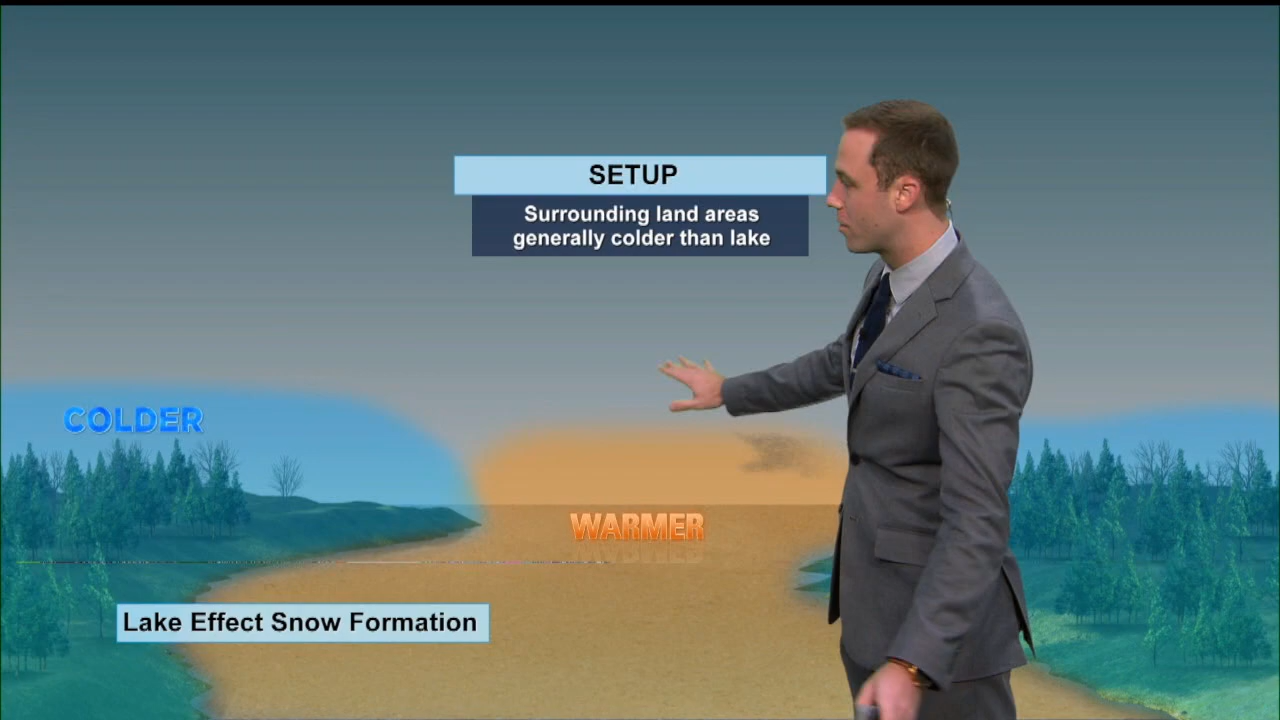 SETUP
Surrounding land areas
generally colder than lake
COLDER
WARMER
Lake Effect Snow Formation